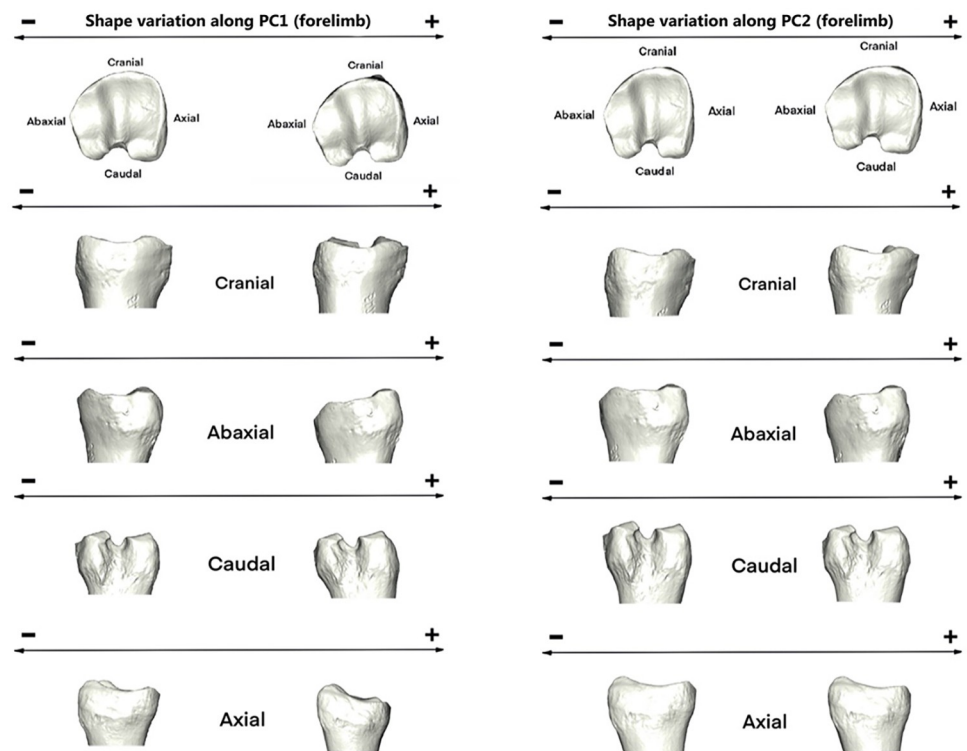 Shape variation along PC1 (forelimb)
- +
Cranial
Abaxial Axial
Caudal
Cranial
Abaxial Axial
Caudal
- +
Cranial
- +
Abaxial
- +
Caudal
- +
Axial
Shape variation along PC2 (forelimb)
- +
Cranial
Abaxial Axial
Caudal
Cranial
Abaxial Axial
Caudal
- +
Cranial
- +
Abaxial
- +
Caudal
- +
Axial